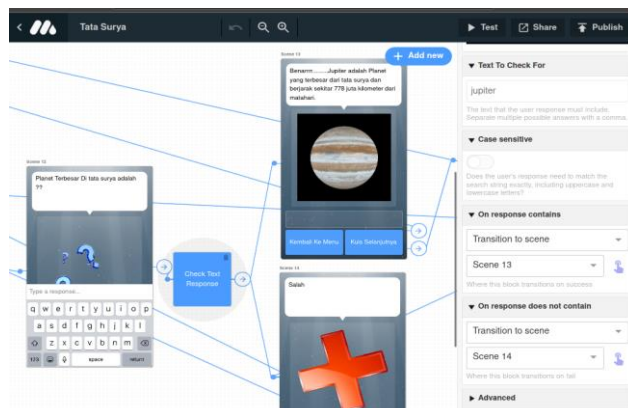 Tata Surya
Test
Share
Publish
Add new
Scene 13
Benarrr........Jupiter adalah Planet
yang terbesar dari tata surya dan
berjarak sekitar 778 juta kilometer dari
matahari.
Kembali Ke Menu
Kuis Selanjutnya
Planet Terbesar Di tata surya adalah
??
Type a response...
q w e r t y u i o p
a s d f g h j k l
z x c v b n m
123
space
return
Check Text
Response
Scene 14
Salah
Text To Check For
jupiter
The text that the user response must include.
Separate multiple possible answers with a comma.
Case sensitive
Does the user's response need to match the
search string exactly, including uppercase and
lowercase letters?
On response contains
Transition to scene
Scene 13
Where this block transitions on success
On response does not contain
Transition to scene
Scene 14
Where this block transitions on fail
Advanced